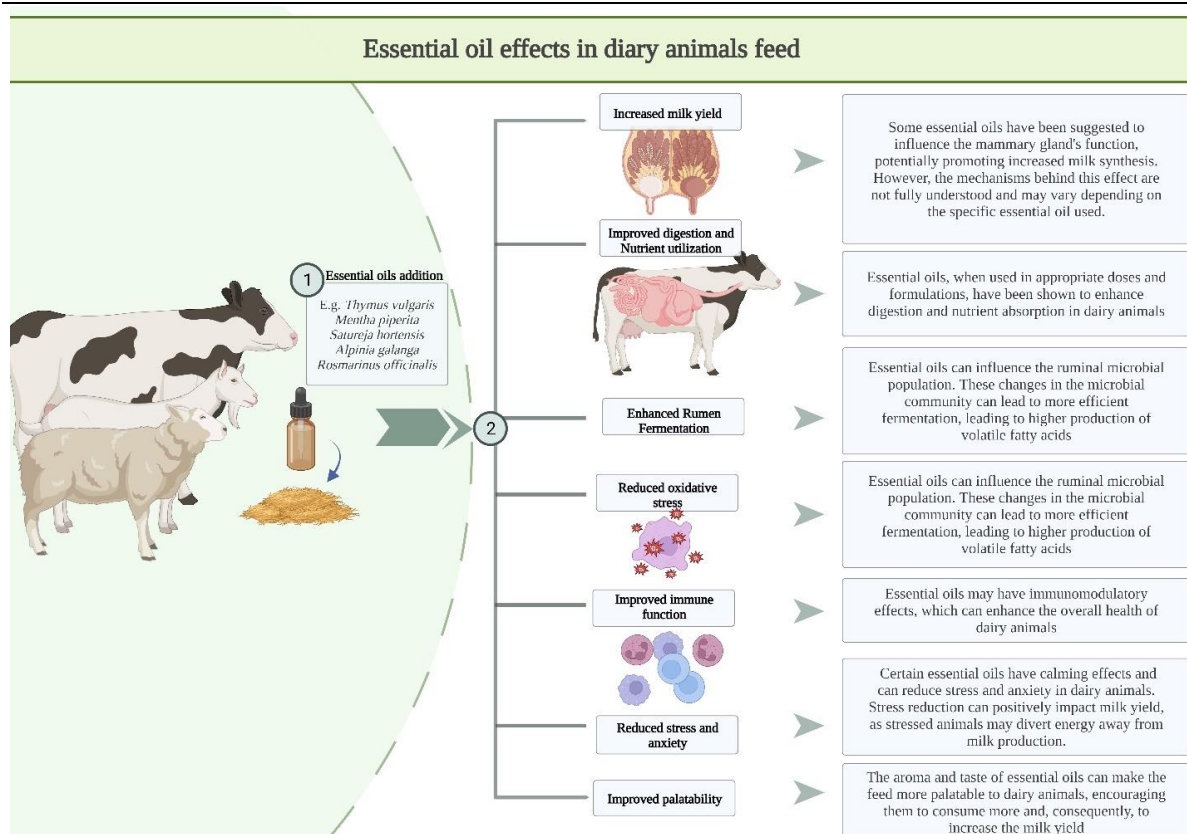 Essential oil effects in diary animals feed
1
Essential oils addition
E.g. Thymus vulgaris
Mentha piperita
Satureja hortensis
Alpinia galanga
Rosmarinus officinalis
2
Increased milk yield
Some essential oils have been suggested to
influence the mammary gland's function,
potentially promoting increased milk synthesis.
However, the mechanisms behind this effect are
not fully understood and may vary depending on
the specific essential oil used.
Improved digestion and
Nutrient utilization
Essential oils, when used in appropriate doses and
formulations, have been shown to enhance
digestion and nutrient absorption in dairy animals
Enhanced Rumen
Fermentation
Essential oils can influence the ruminal microbial
population. These changes in the microbial
community can lead to more efficient
fermentation, leading to higher production of
volatile fatty acids
Reduced oxidative
stress
Essential oils can influence the ruminal microbial
population. These changes in the microbial
community can lead to more efficient
fermentation, leading to higher production of
volatile fatty acids
Improved immune
function
Essential oils may have immunomodulatory
effects, which can enhance the overall health of
dairy animals
Reduced stress and
anxiety
Certain essential oils have calming effects and
can reduce stress and anxiety in dairy animals.
Stress reduction can positively impact milk yield,
as stressed animals may divert energy away from
milk production.
Improved palatability
The aroma and taste of essential oils can make the
feed more palatable to dairy animals, encouraging
them to consume more and, consequently, to
increase the milk yield